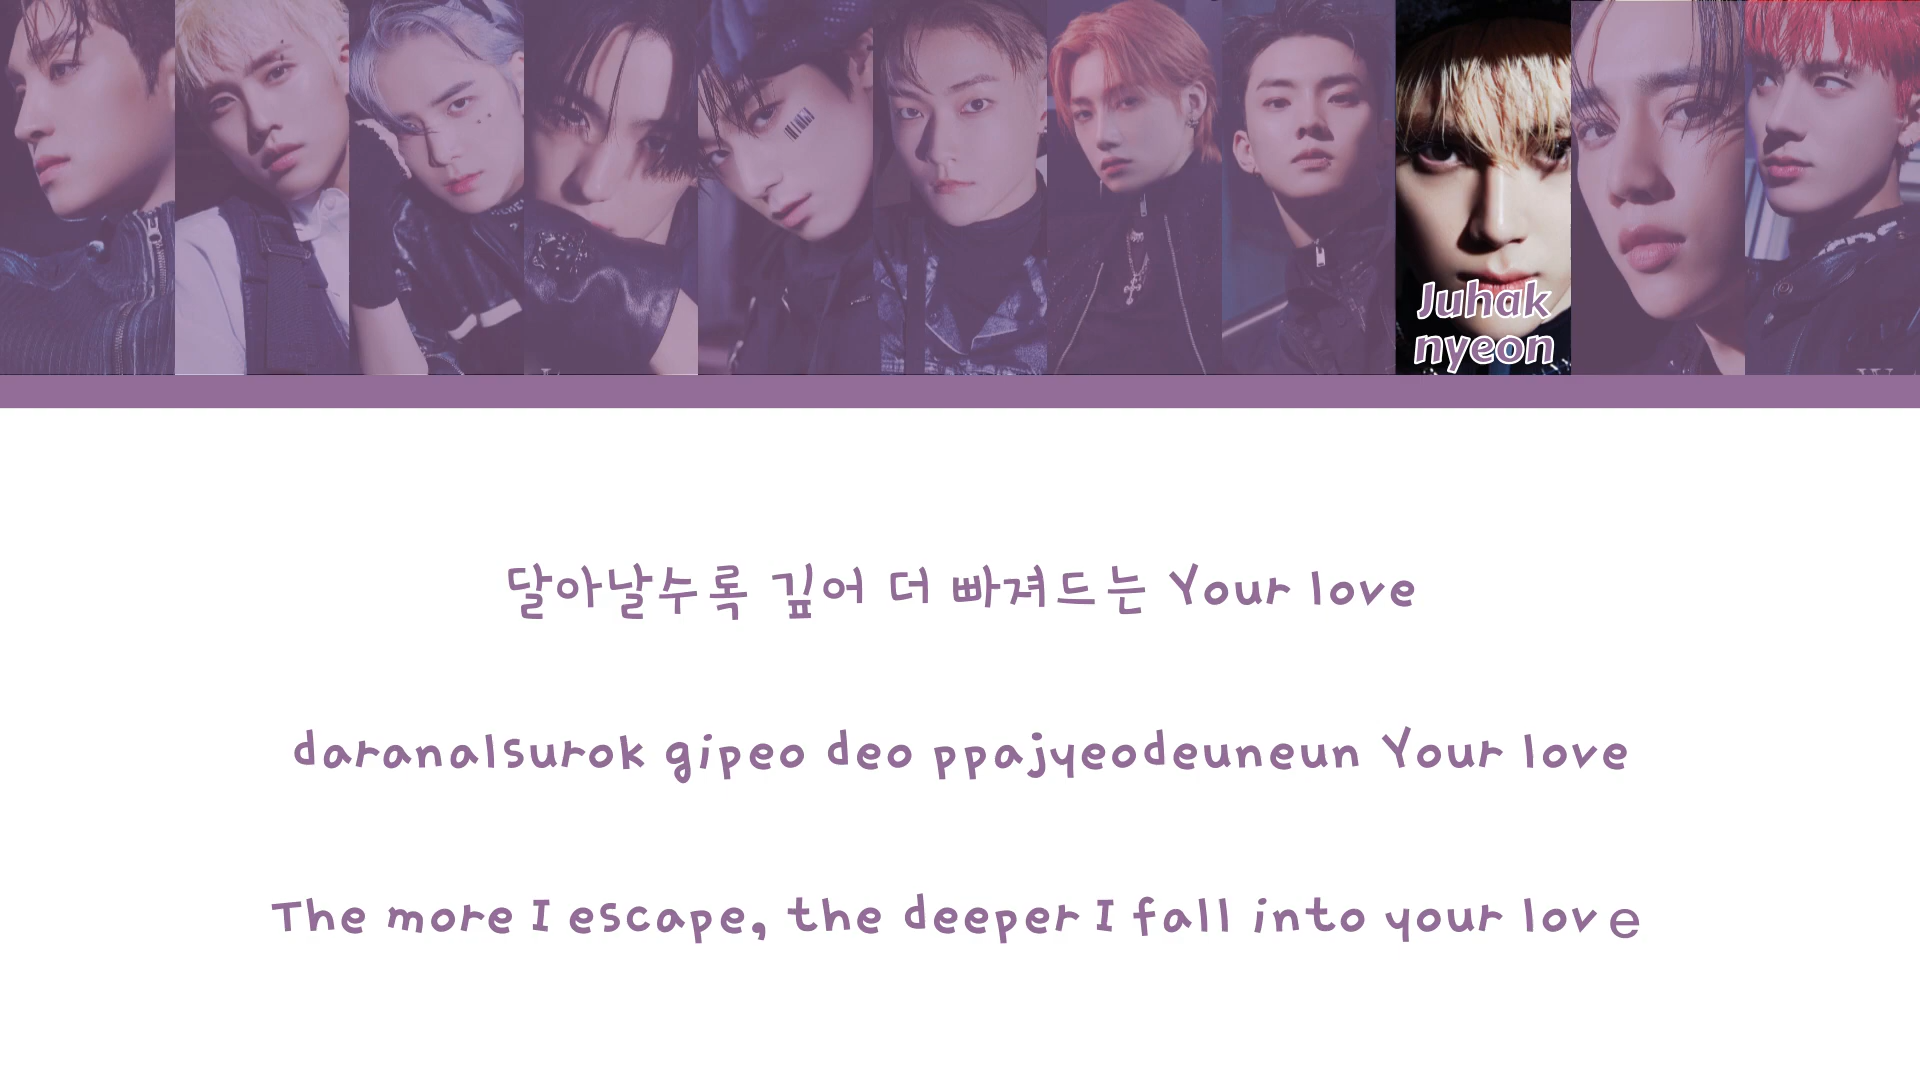 Juhak
nyeon
달아날수록 깊어 더 빠져드는 Your love
daranalsurok gipeo deo ppajyeodeuneun Your love
The more I escape, the deeper I fall into your love